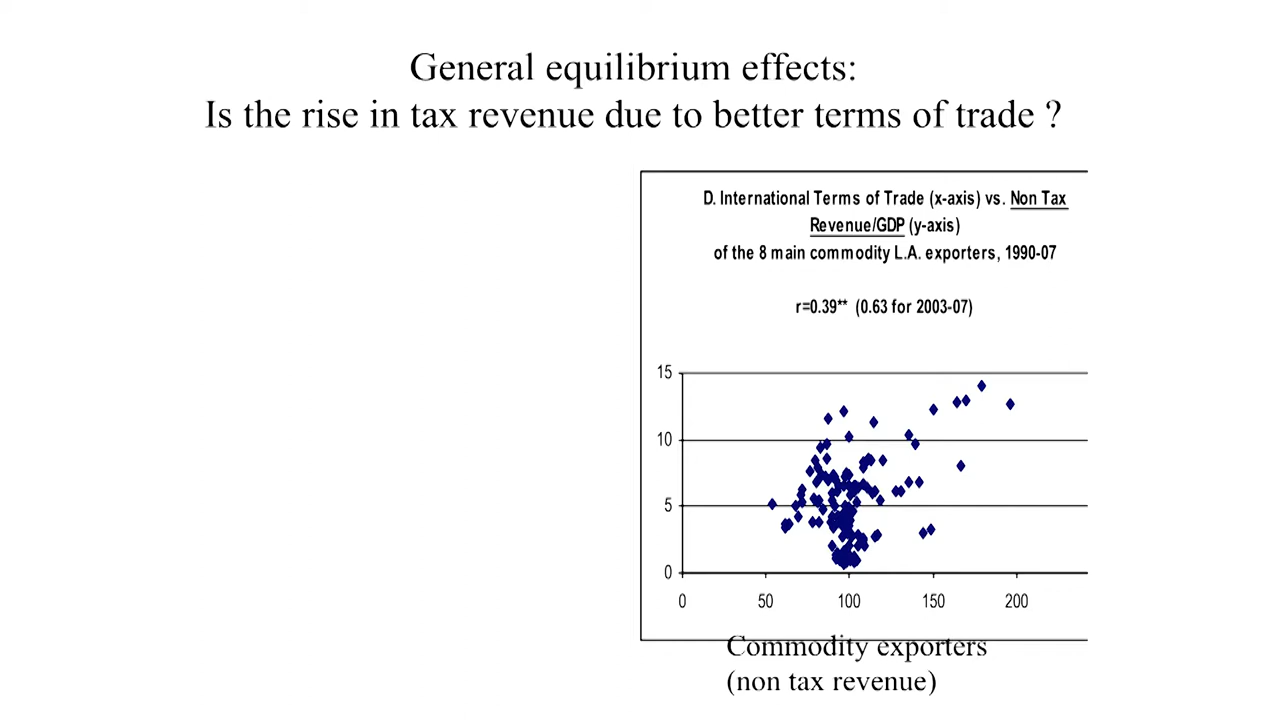 General equilibrium effects:
Is the rise in tax revenue due to better terms of trade ?
D. International Terms of Trade (x-axis) vs. Non Tax
Revenue/GDP (y-axis)
of the 8 main commodity L.A. exporters, 1990-07
r=0.39** (0.63 for 2003-07)
15
10
5
0
0 50 100 150 200
Commodity exporters
(non tax revenue)